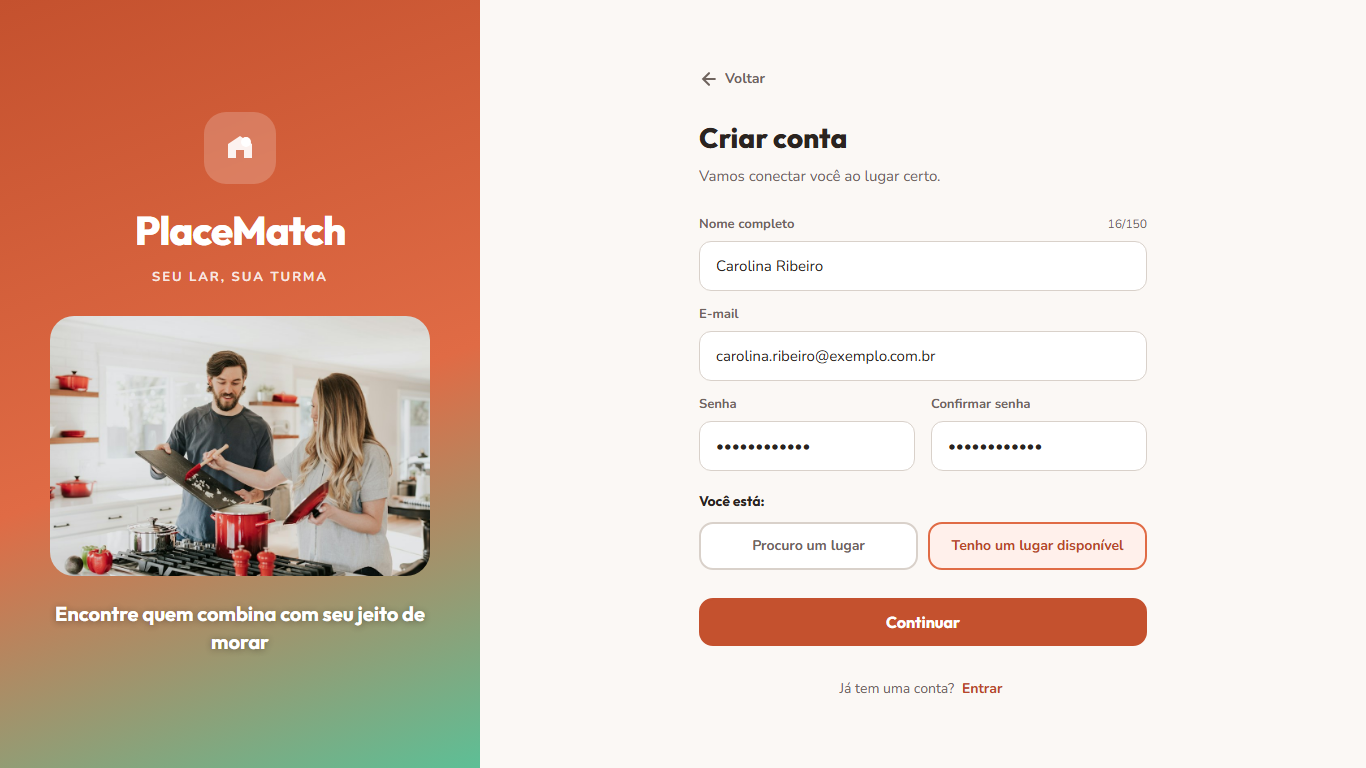 PlaceMatch
SEU LAR, SUA TURMA
Encontre quem combina com seu jeito de
morar
Voltar
Criar conta
Vamos conectar você ao lugar certo.
Nome completo 16/150
Carolina Ribeiro
E-mail
carolina.ribeiro@exemplo.com.br
Senha Confirmar senha
•••••••••••• ••••••••••••
Você está:
Procuro um lugar Tenho um lugar disponível
Continuar
Já tem uma conta? Entrar